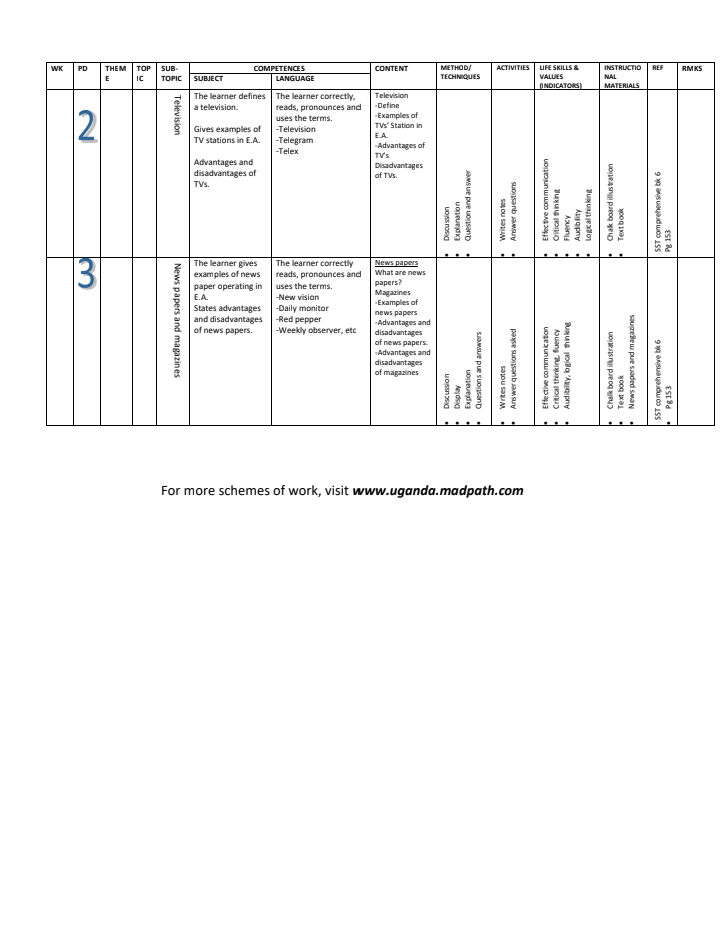 WK
PD
THEM
E
TOP
IC
SUB-
TOPIC
COMPETENCES
SUBJECT
LANGUAGE
CONTENT
METHOD/
TECHNIQUES
ACTIVITIES
LIFE SKILLS &
VALUES
(INDICATORS)
INSTRUCTIO
NAL
MATERIALS
REF
RMKS
2
Television
The learner defines
a television.
Gives examples of
TV stations in E.A.
Advantages and
disadvantages of
TVs.
The learner correctly,
reads, pronounces and
uses the terms.
-Television
-Telegram
-Telex
Television
-Define
-Examples of
TVs' Station in
E.A.
-Advantages of
TV's
Disadvantages
of TVs.
• Discussion
• Explanation
• Question and answer
• Writes notes
• Answer questions
• Effective communication
• Critical thinking
• Fluency
• Audibility
• Logical thinking
• Chalk board illustration
• Text book
SST comprehensive bk 6
Pg 153
3
News papers and magazines
The learner gives
examples of news
paper operating in
E.A.
States advantages
and disadvantages
of news papers.
The learner correctly
reads, pronounces and
uses the terms.
-New vision
-Daily monitor
-Red pepper
-Weekly observer, etc
News papers
What are news
papers?
Magazines
-Examples of
news papers
-Advantages and
disadvantages
of news papers.
-Advantages and
disadvantages
of magazines
• Discussion
• Display
• Explanation
• Questions and answers
• Writes notes
• Answer questions asked
• Effective communication
• Critical thinking, fluency
• Audibility, logical thinking
• Chalk board illustration
• Text book
• News papers and magazines
SST comprehensive bk 6
• Pg 153
For more schemes of work, visit www.uganda.madpath.com